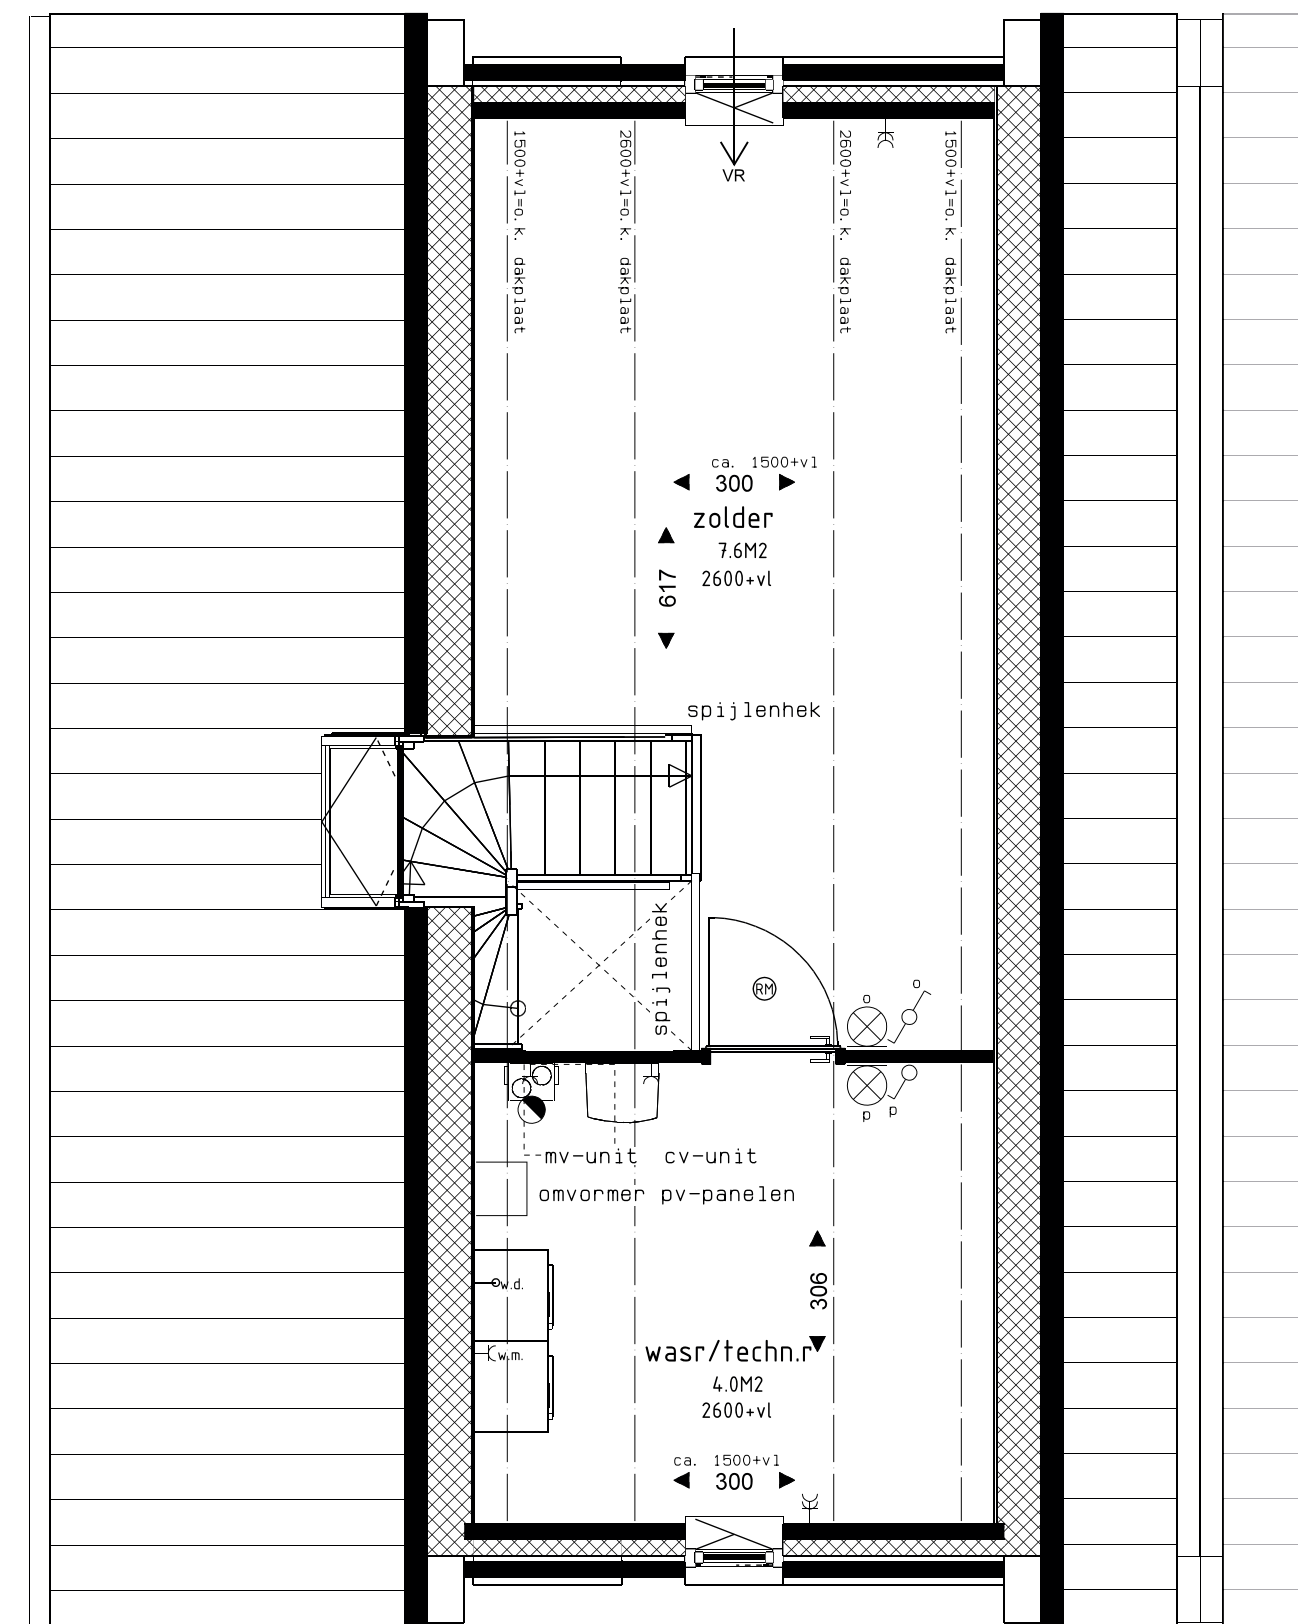 VR
1500+vl=o.k. dakplaat
2600+vl=o.k. dakplaat
2600+vl=o.k. dakplaat
1500+vl=o.k. dakplaat
ca. 1500+vl
300
zolder
7.6M2
2600+vl
617
spijlenhek
spijlenhek
RM
o
o
p
p
mv-unit cv-unit
omvormer pv-panelen
w.d.
w.m.
306
wasr/techn.r
4.0M2
2600+vl
ca. 1500+vl
300